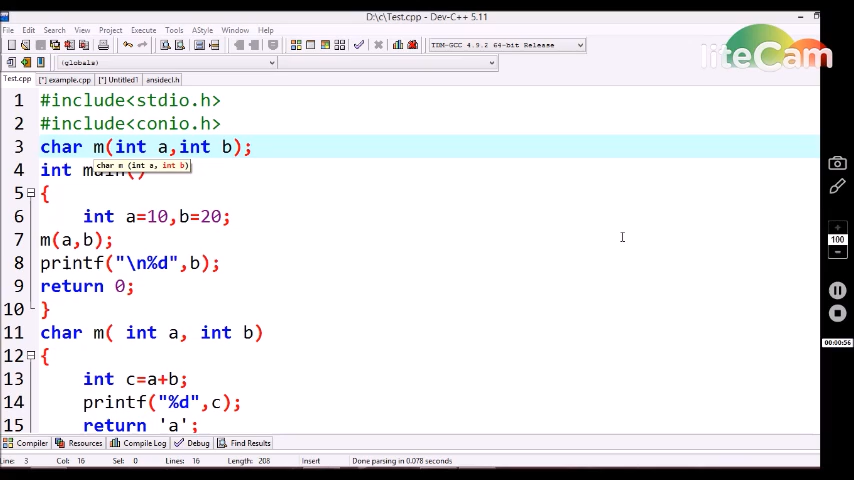 D:\c\Test.cpp - Dev-C++ 5.11
File Edit Search View Project Execute Tools AStyle Window Help
TDM-GCC 4.9.2 64-bit Release
liteCam
(globals)
Test.cpp [*] example.cpp [*] Untitled1 ansidecl.h
1 #include<stdio.h>
2 #include<conio.h>
3 char m(int a,int b);
char m (int a, int b)
4 int main()
5 {
6 int a=10,b=20;
7 m(a,b);
8 printf("\n%d",b);
9 return 0;
10 }
11 char m( int a, int b)
12 {
13 int c=a+b;
14 printf("%d",c);
15 return 'a';
100
00:00:56
Compiler Resources Compile Log Debug Find Results
Line: 3 Col: 16 Sel: 0 Lines: 16 Length: 208 Insert Done parsing in 0.078 seconds